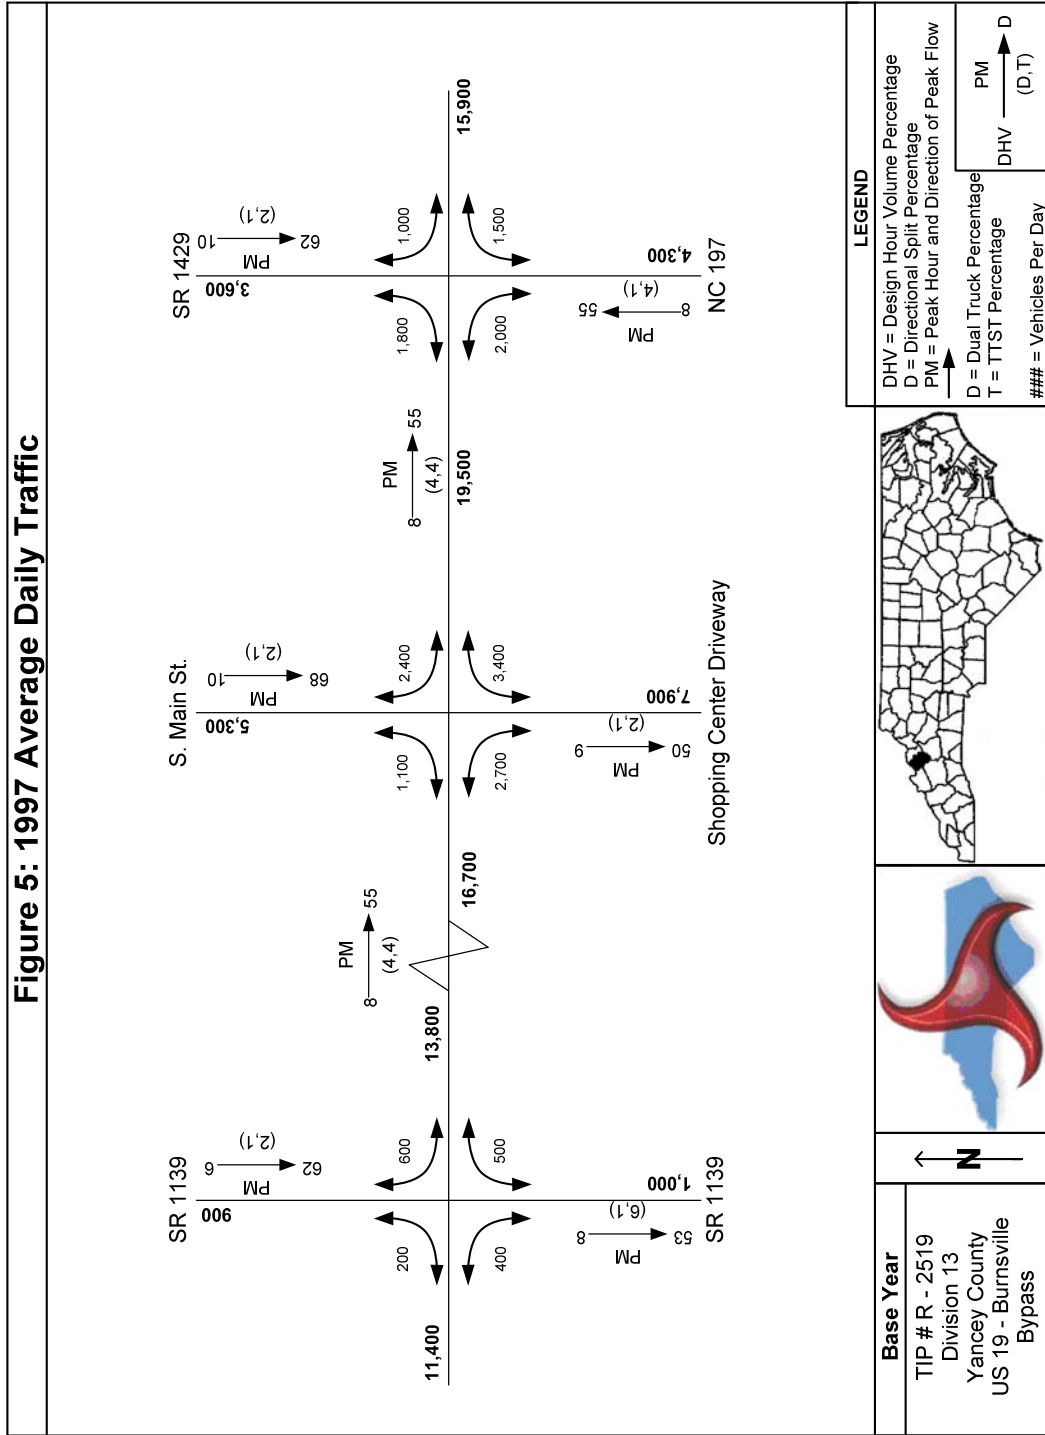 Figure 5: 1997 Average Daily Traffic
SR 1139
900
6
PM
(2,1)
62
200
600
11,400
13,800
400
500
8
PM
(6,1)
53
1,000
SR 1139
PM
8
55
(4,4)
16,700
S. Main St.
5,300
10
PM
(2,1)
68
1,100
2,400
2,700
3,400
9
PM
(2,1)
50
7,900
Shopping Center Driveway
PM
8
55
(4,4)
19,500
SR 1429
3,600
10
PM
(2,1)
62
1,800
1,000
15,900
2,000
1,500
PM
55
(4,1)
8
4,300
NC 197
Base Year
TIP # R - 2519
Division 13
Yancey County
US 19 - Burnsville
Bypass
N
LEGEND
DHV = Design Hour Volume Percentage
D = Directional Split Percentage
PM = Peak Hour and Direction of Peak Flow
D = Dual Truck Percentage
T = TTST Percentage
### = Vehicles Per Day
PM
DHV
D
(D,T)